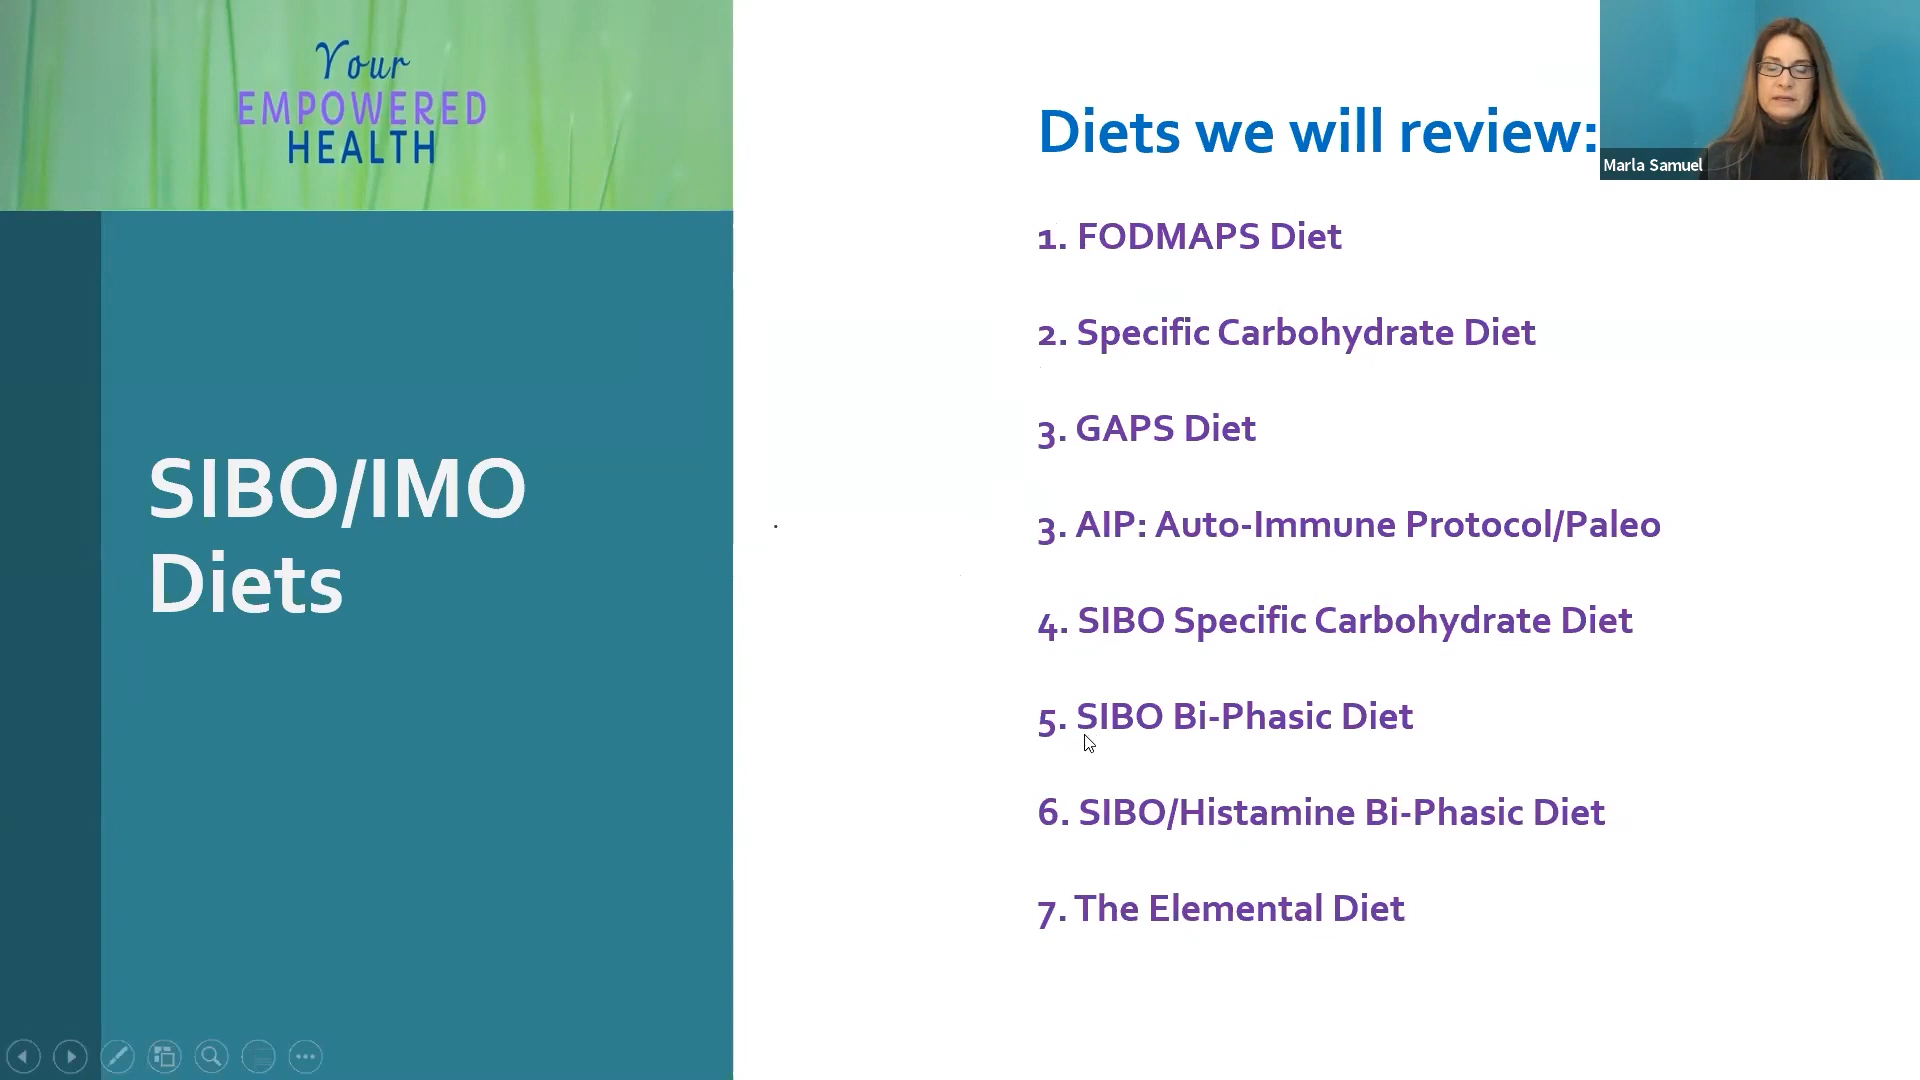 Your
EMPOWERED
HEALTH
SIBO/IMO
Diets
Diets we will review:
1. FODMAPS Diet
2. Specific Carbohydrate Diet
3. GAPS Diet
3. AIP: Auto-Immune Protocol/Paleo
4. SIBO Specific Carbohydrate Diet
5. SIBO Bi-Phasic Diet
6. SIBO/Histamine Bi-Phasic Diet
7. The Elemental Diet
Marla Samuel